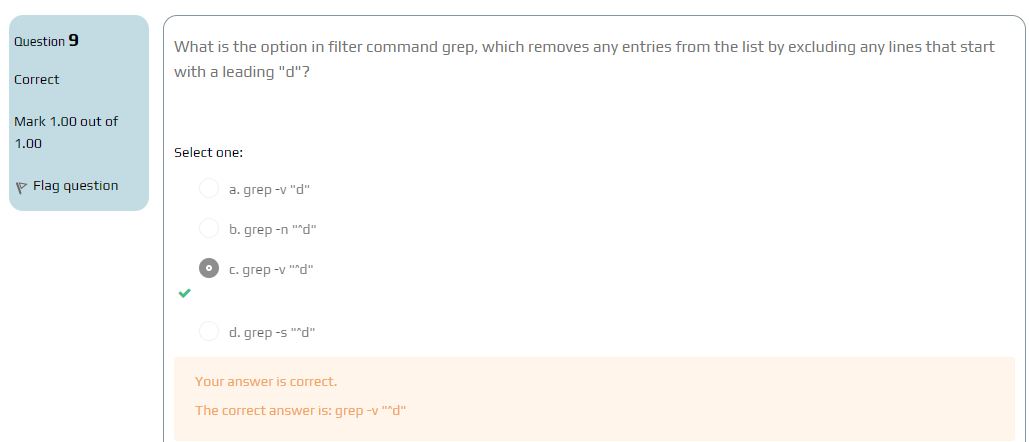 Question 9
Correct
Mark 1.00 out of
1.00
Flag question
What is the option in filter command grep, which removes any entries from the list by excluding any lines that start
with a leading "d"?
Select one:
a. grep -v "d"
b. grep -n "^d"
c. grep -v "^d"
d. grep -s "^d"
Your answer is correct.
The correct answer is: grep -v "^d"